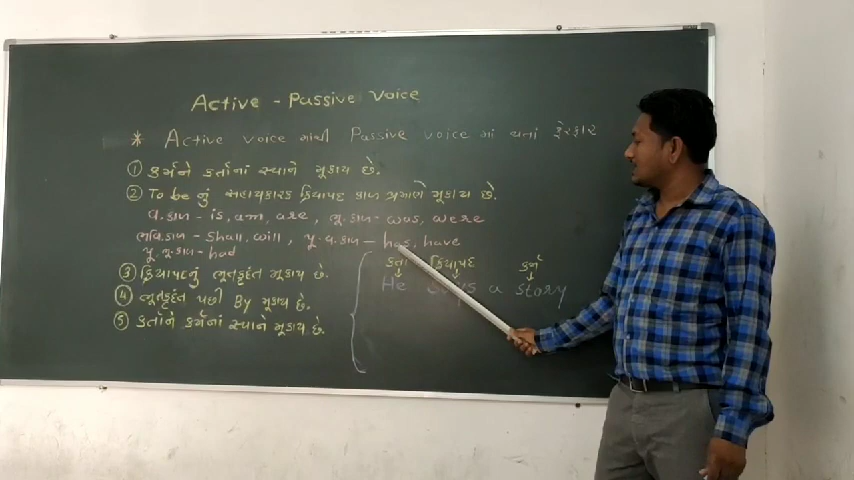 Active - Passive Voice
* Active voice માંથી Passive voice માં થતાં ફેરફાર
① કર્મને કર્તાનાં સ્થાને મૂકાય છે.
② To be નું સહાયકારક ક્રિયાપદ કાળ પ્રમાણે મૂકાય છે.
વ.કાળ - is, am, are , ભૂ.કાળ - was, were
ભવિ.કાળ - Shall, will , પૂ.વ.કાળ - has, have
પૂ.ભૂ.કાળ - had
③ ક્રિયાપદનું ભૂતકૃદંત મૂકાય છે.
④ ભૂતકૃદંત પછી By મૂકાય છે.
⑤ કર્તાને કર્મનાં સ્થાને મૂકાય છે.
કર્તા ક્રિયાપદ કર્મ
He a story